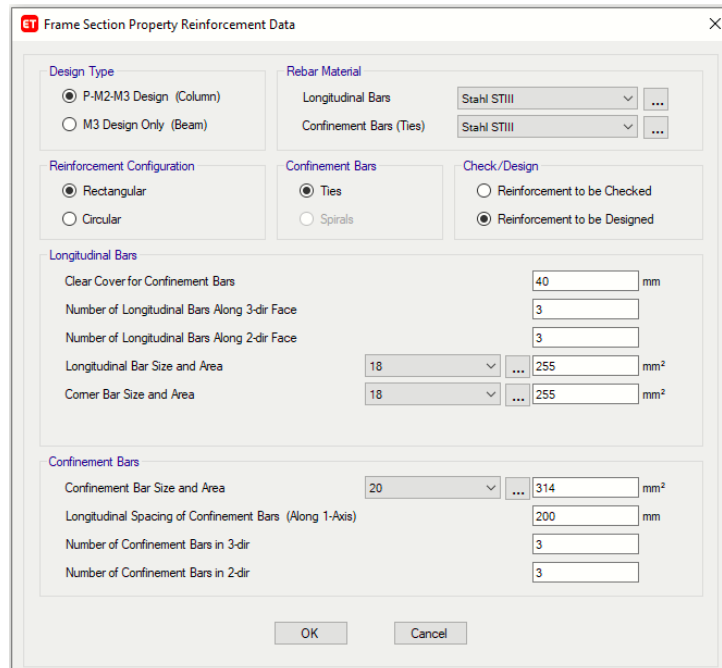 ET Frame Section Property Reinforcement Data
Design Type
P-M2-M3 Design (Column)
M3 Design Only (Beam)
Rebar Material
Longitudinal Bars Stahl STIII ...
Confinement Bars (Ties) Stahl STIII ...
Reinforcement Configuration
Rectangular
Circular
Confinement Bars
Ties
Spirals
Check/Design
Reinforcement to be Checked
Reinforcement to be Designed
Longitudinal Bars
Clear Cover for Confinement Bars 40 mm
Number of Longitudinal Bars Along 3-dir Face 3
Number of Longitudinal Bars Along 2-dir Face 3
Longitudinal Bar Size and Area 18 ... 255 mm²
Corner Bar Size and Area 18 ... 255 mm²
Confinement Bars
Confinement Bar Size and Area 20 ... 314 mm²
Longitudinal Spacing of Confinement Bars (Along 1-Axis) 200 mm
Number of Confinement Bars in 3-dir 3
Number of Confinement Bars in 2-dir 3
OK Cancel